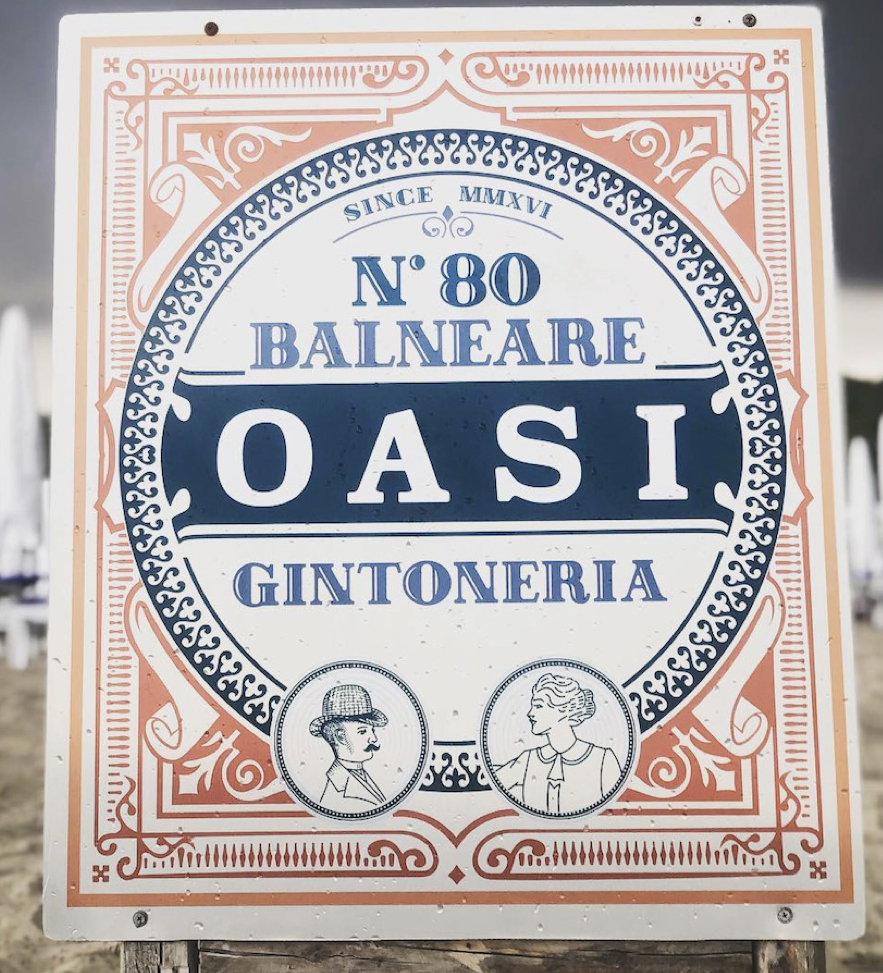 SINCE MMXVI
N° 80
BALNEARE
OASI
GINTONERIA